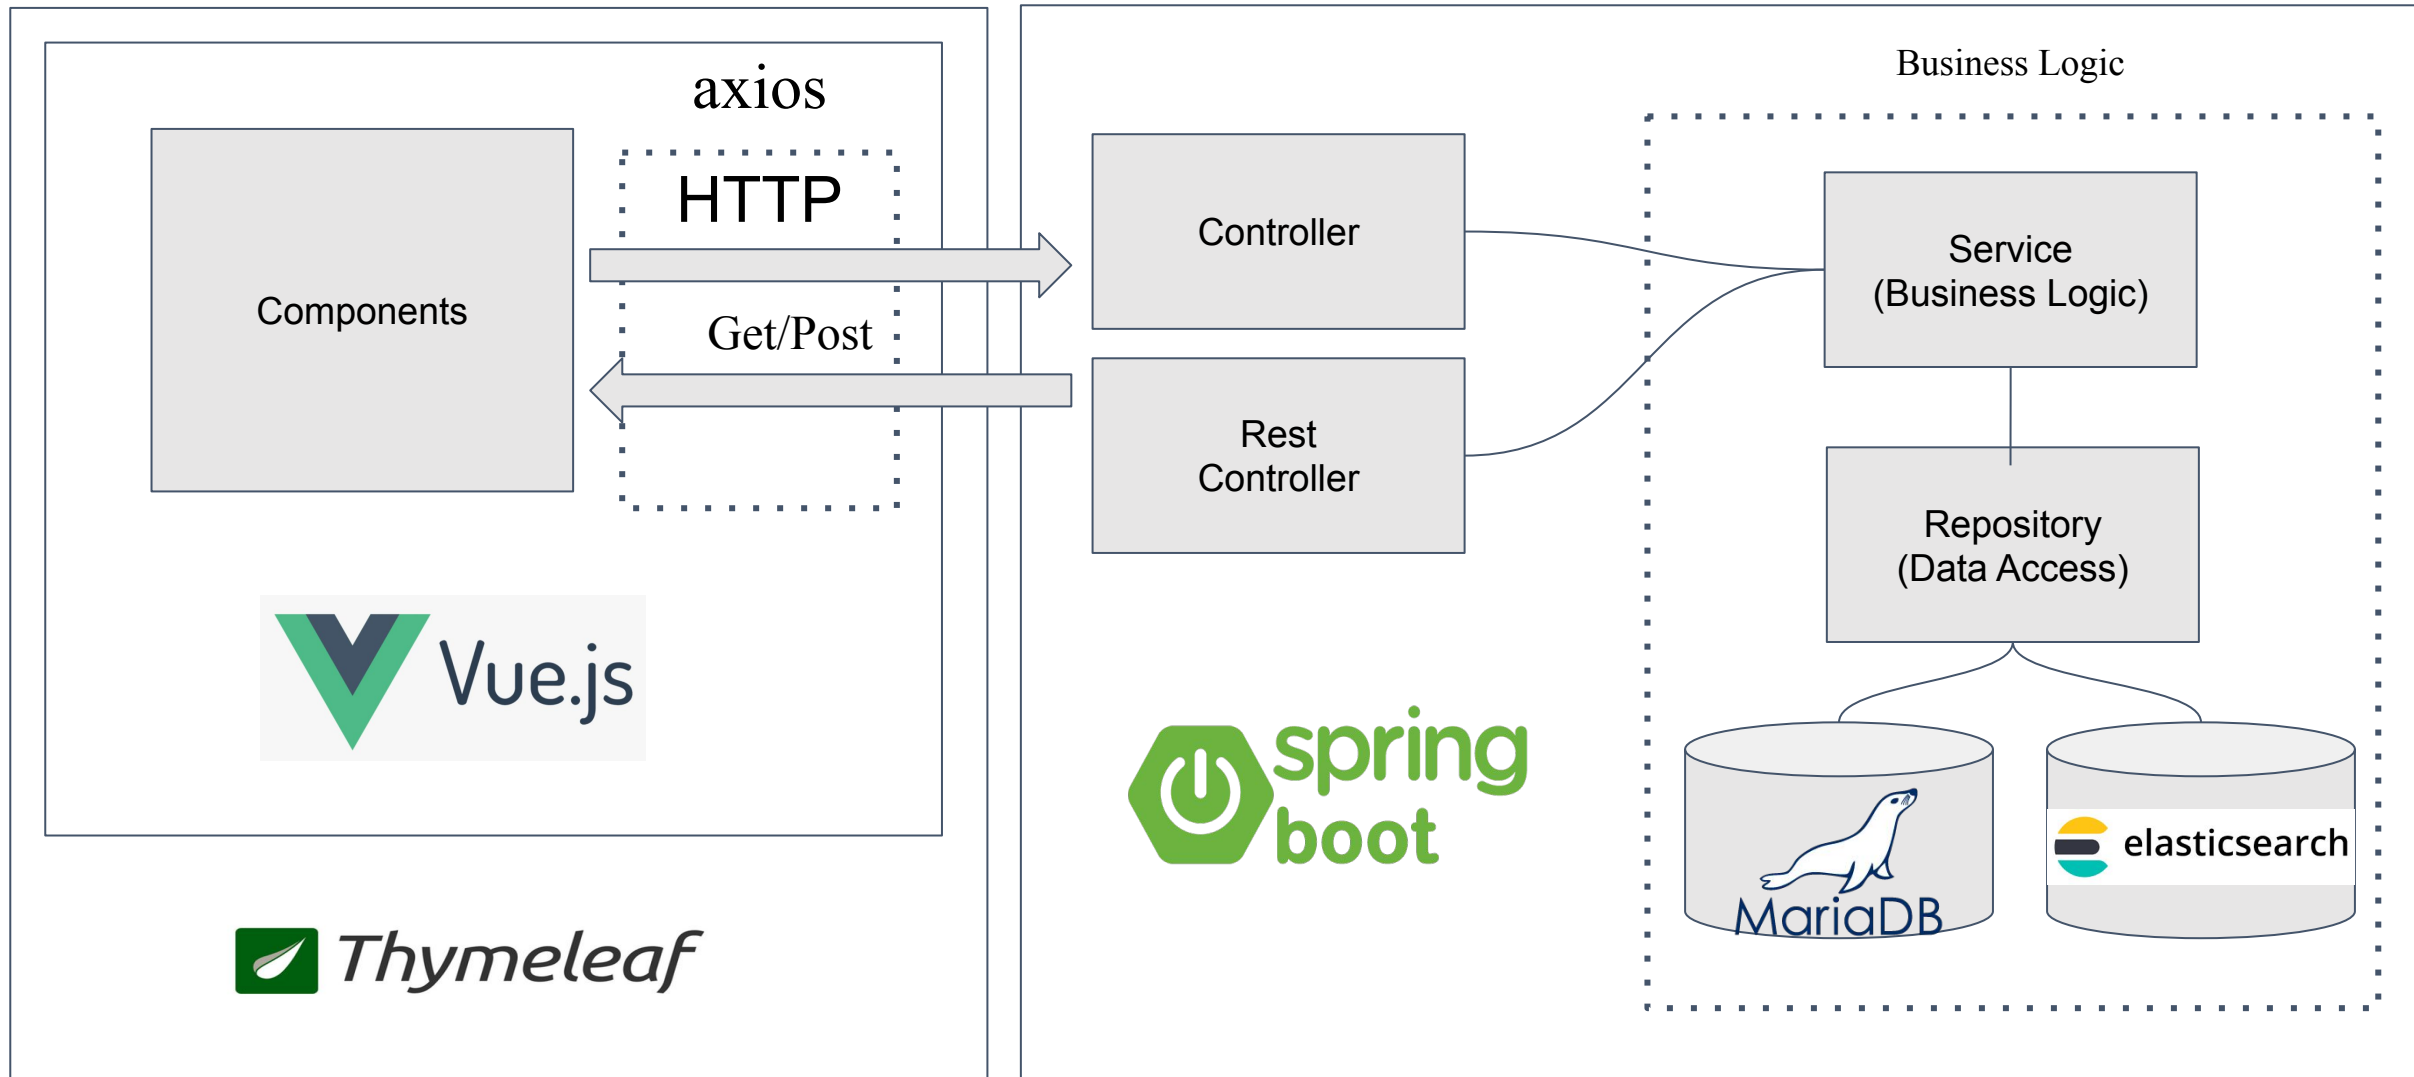 axios
HTTP
Get/Post
Components
Vue.js
Thymeleaf
Controller
Rest
Controller
spring
boot
Business Logic
Service
(Business Logic)
Repository
(Data Access)
MariaDB
elasticsearch